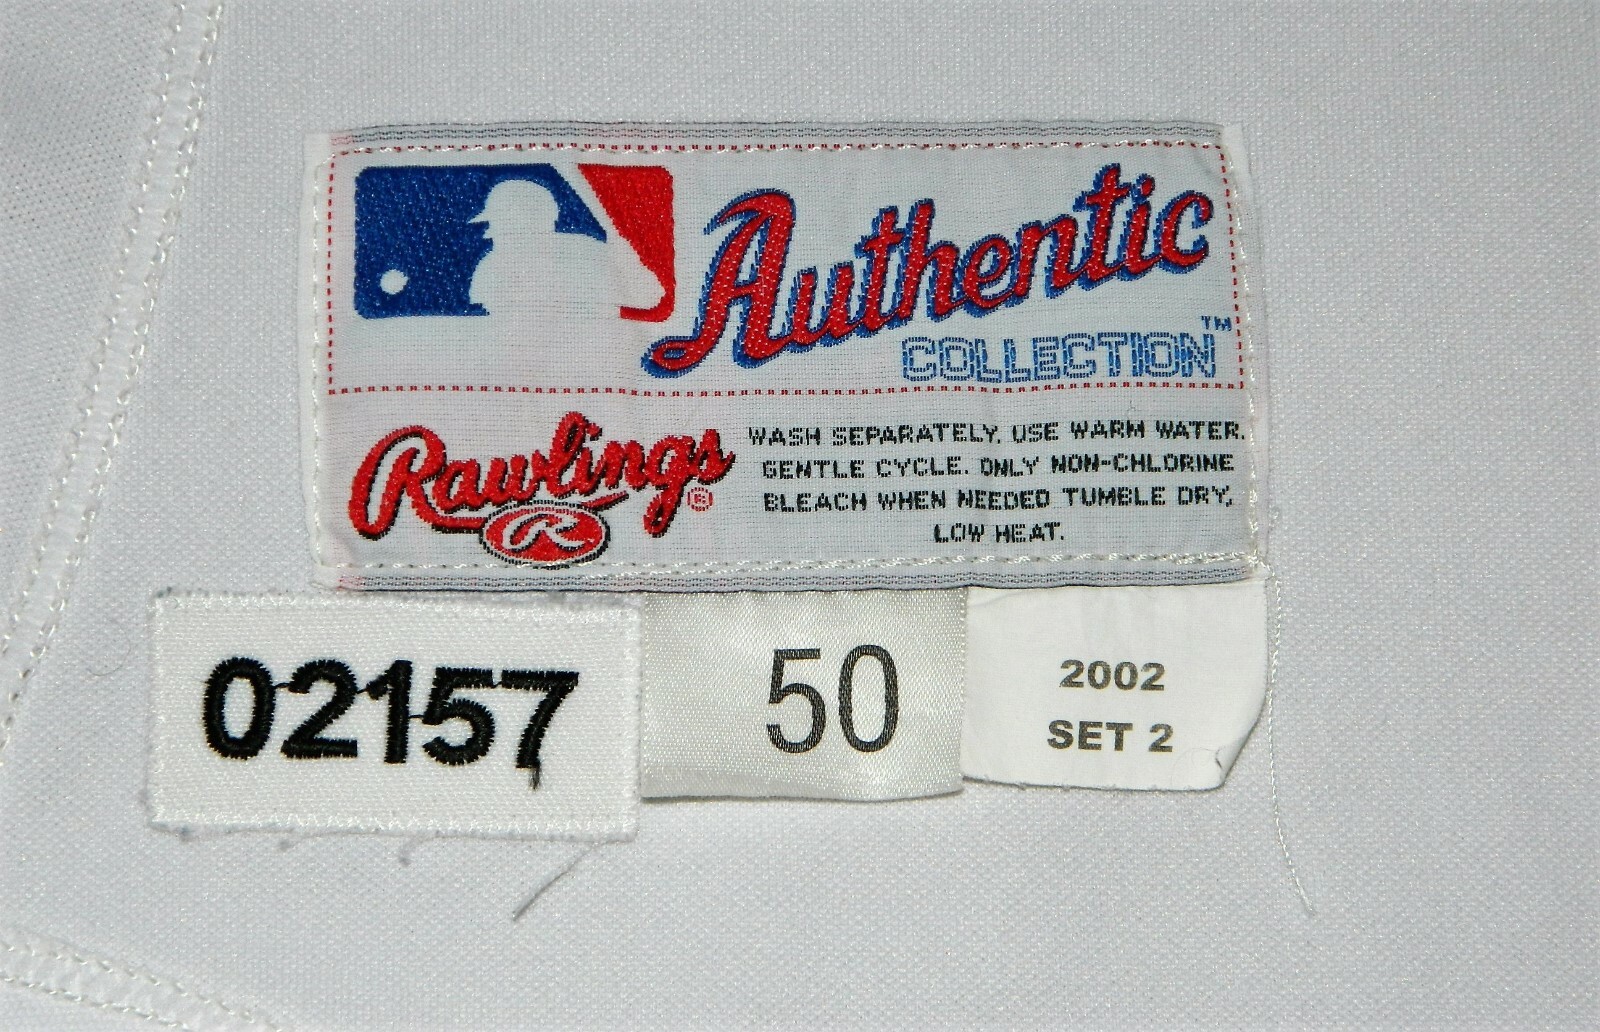 Authentic
COLLECTION™
Rawlings®
R
WASH SEPARATELY. USE WARM WATER.
GENTLE CYCLE. ONLY NON-CHLORINE
BLEACH WHEN NEEDED TUMBLE DRY,
LOW HEAT.
02157
50
2002
SET 2